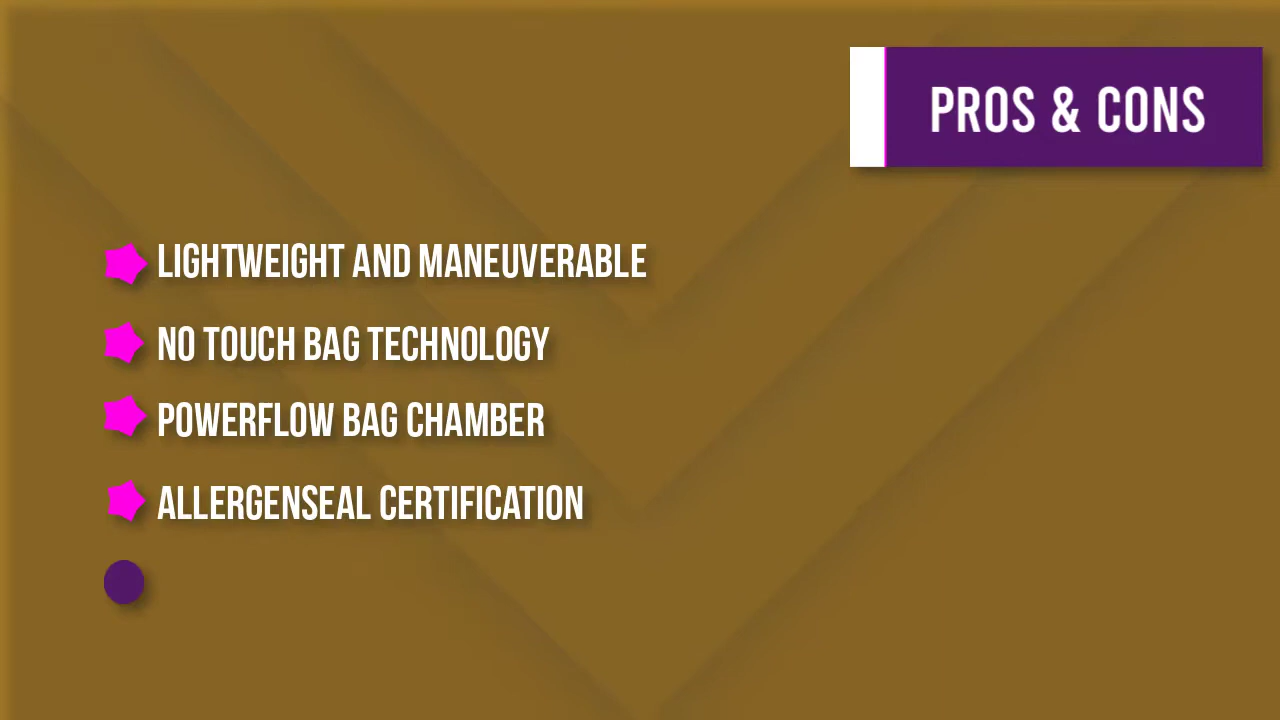 PROS & CONS
LIGHTWEIGHT AND MANEUVERABLE
NO TOUCH BAG TECHNOLOGY
POWERFLOW BAG CHAMBER
ALLERGENSEAL CERTIFICATION